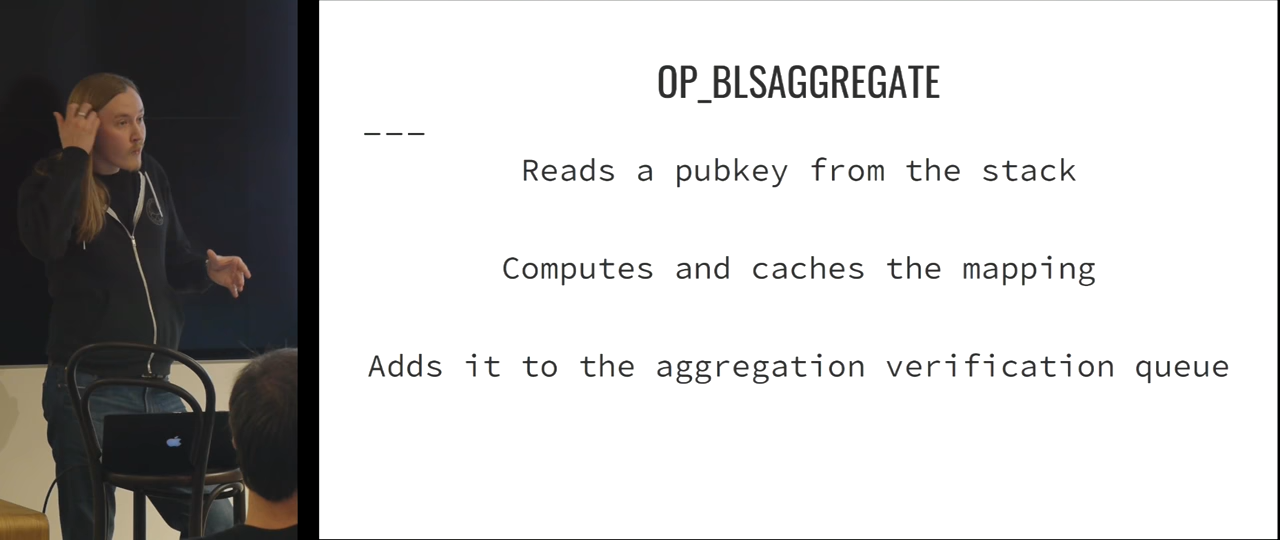 OP_BLSAGGREGATE
---
Reads a pubkey from the stack
Computes and caches the mapping
Adds it to the aggregation verification queue